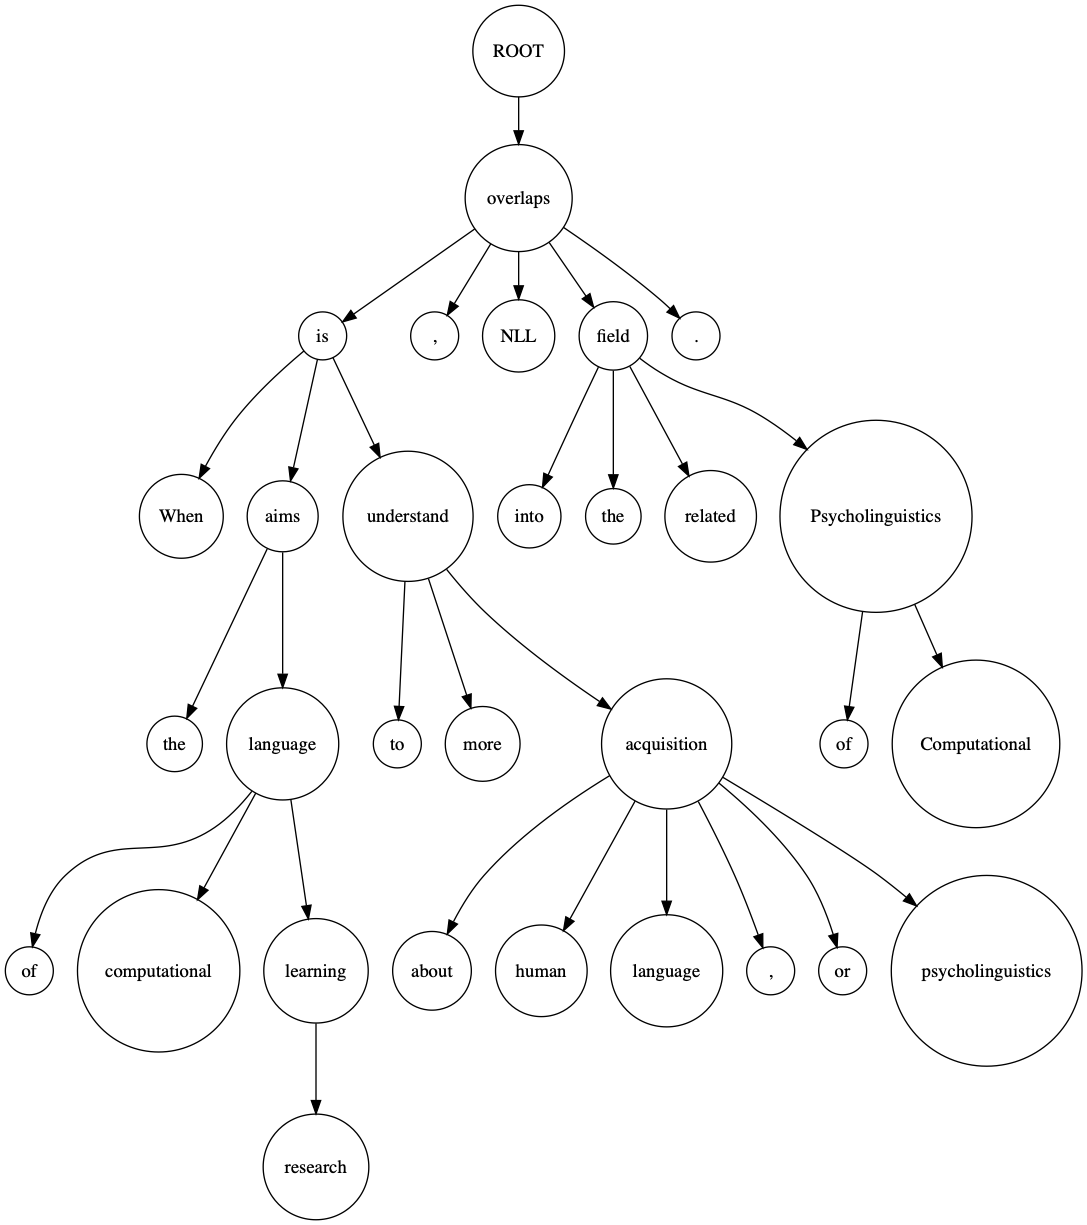 ROOT
overlaps
is , NLL field .
When aims understand into the related Psycholinguistics
the language to more acquisition of Computational
of computational learning about human language , or psycholinguistics
research